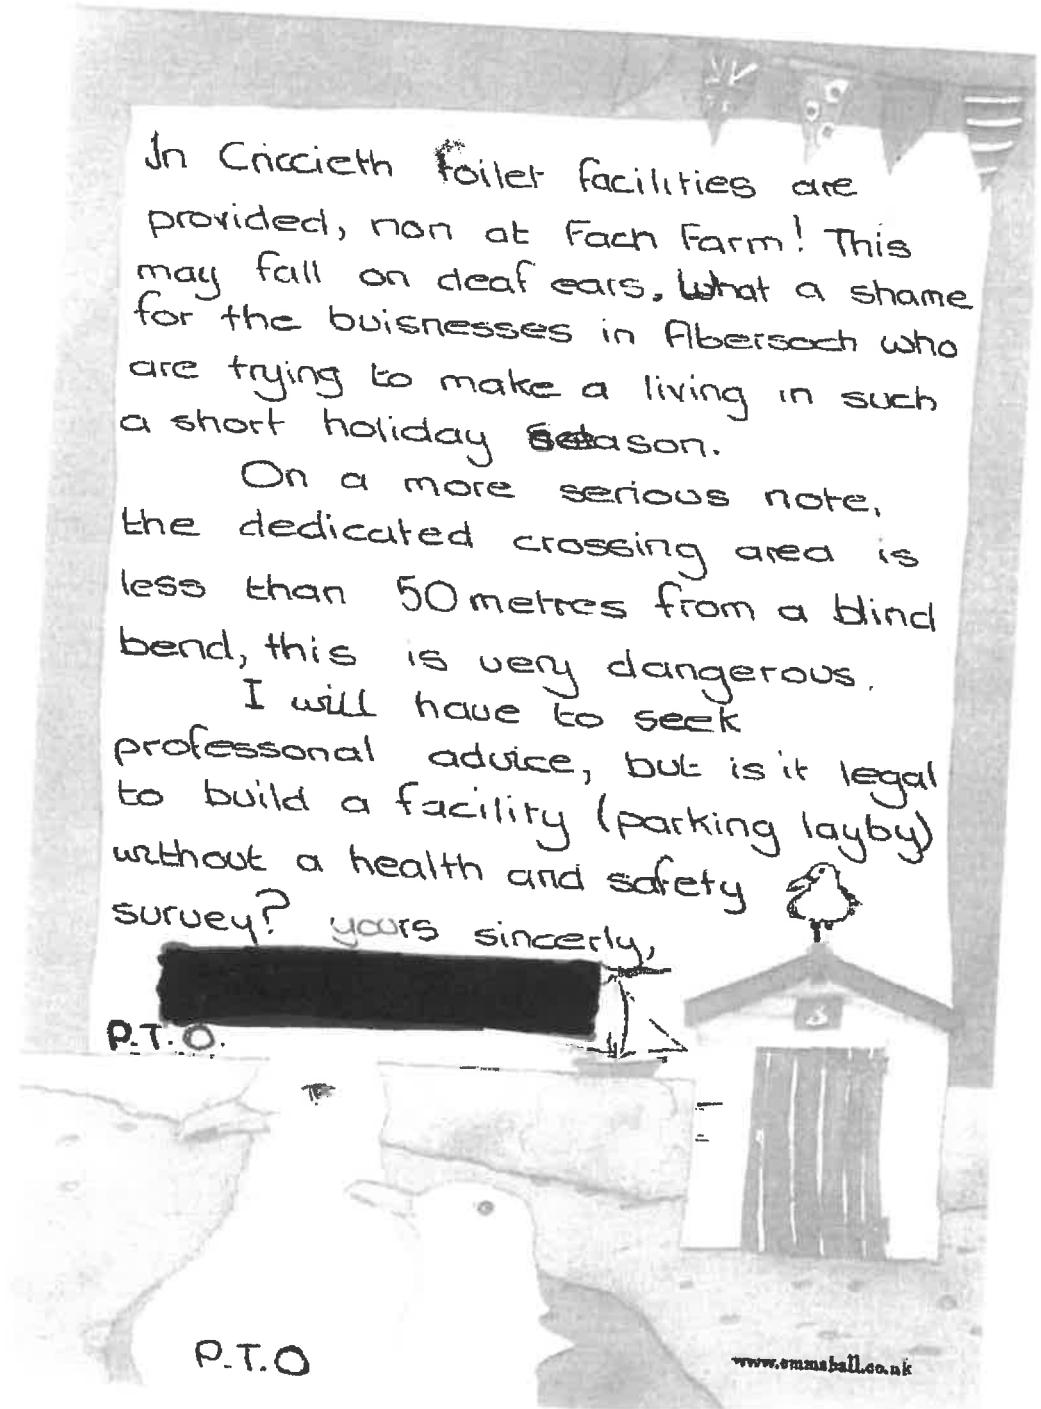 In Criccieth toilet facilities are
provided, non at Fach Farm! This
may fall on deaf ears, What a shame
for the buisnesses in Abersoch who
are trying to make a living in such
a short holiday season.
On a more serious note,
the dedicated crossing area is
less than 50 metres from a blind
bend, this is very dangerous.
I will have to seek
professonal advice, but is it legal
to build a facility (parking layby)
without a health and safety
survey? yours sincerly,
P.T.O.
3
P.T.O
www.emmaball.co.uk